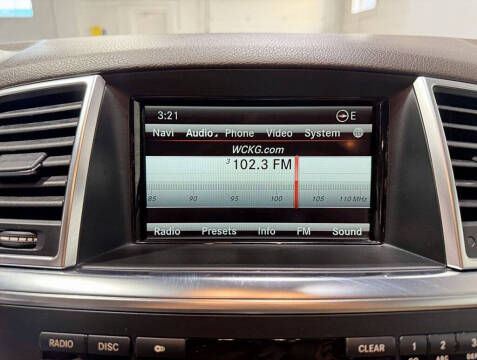 3:21 E
Navi Audio Phone Video System
WCKG.com
3 102.3 FM
85 90 95 100 105 110 MHz
Radio Presets Info FM Sound
RADIO DISC CLEAR 1 2 3
ABC